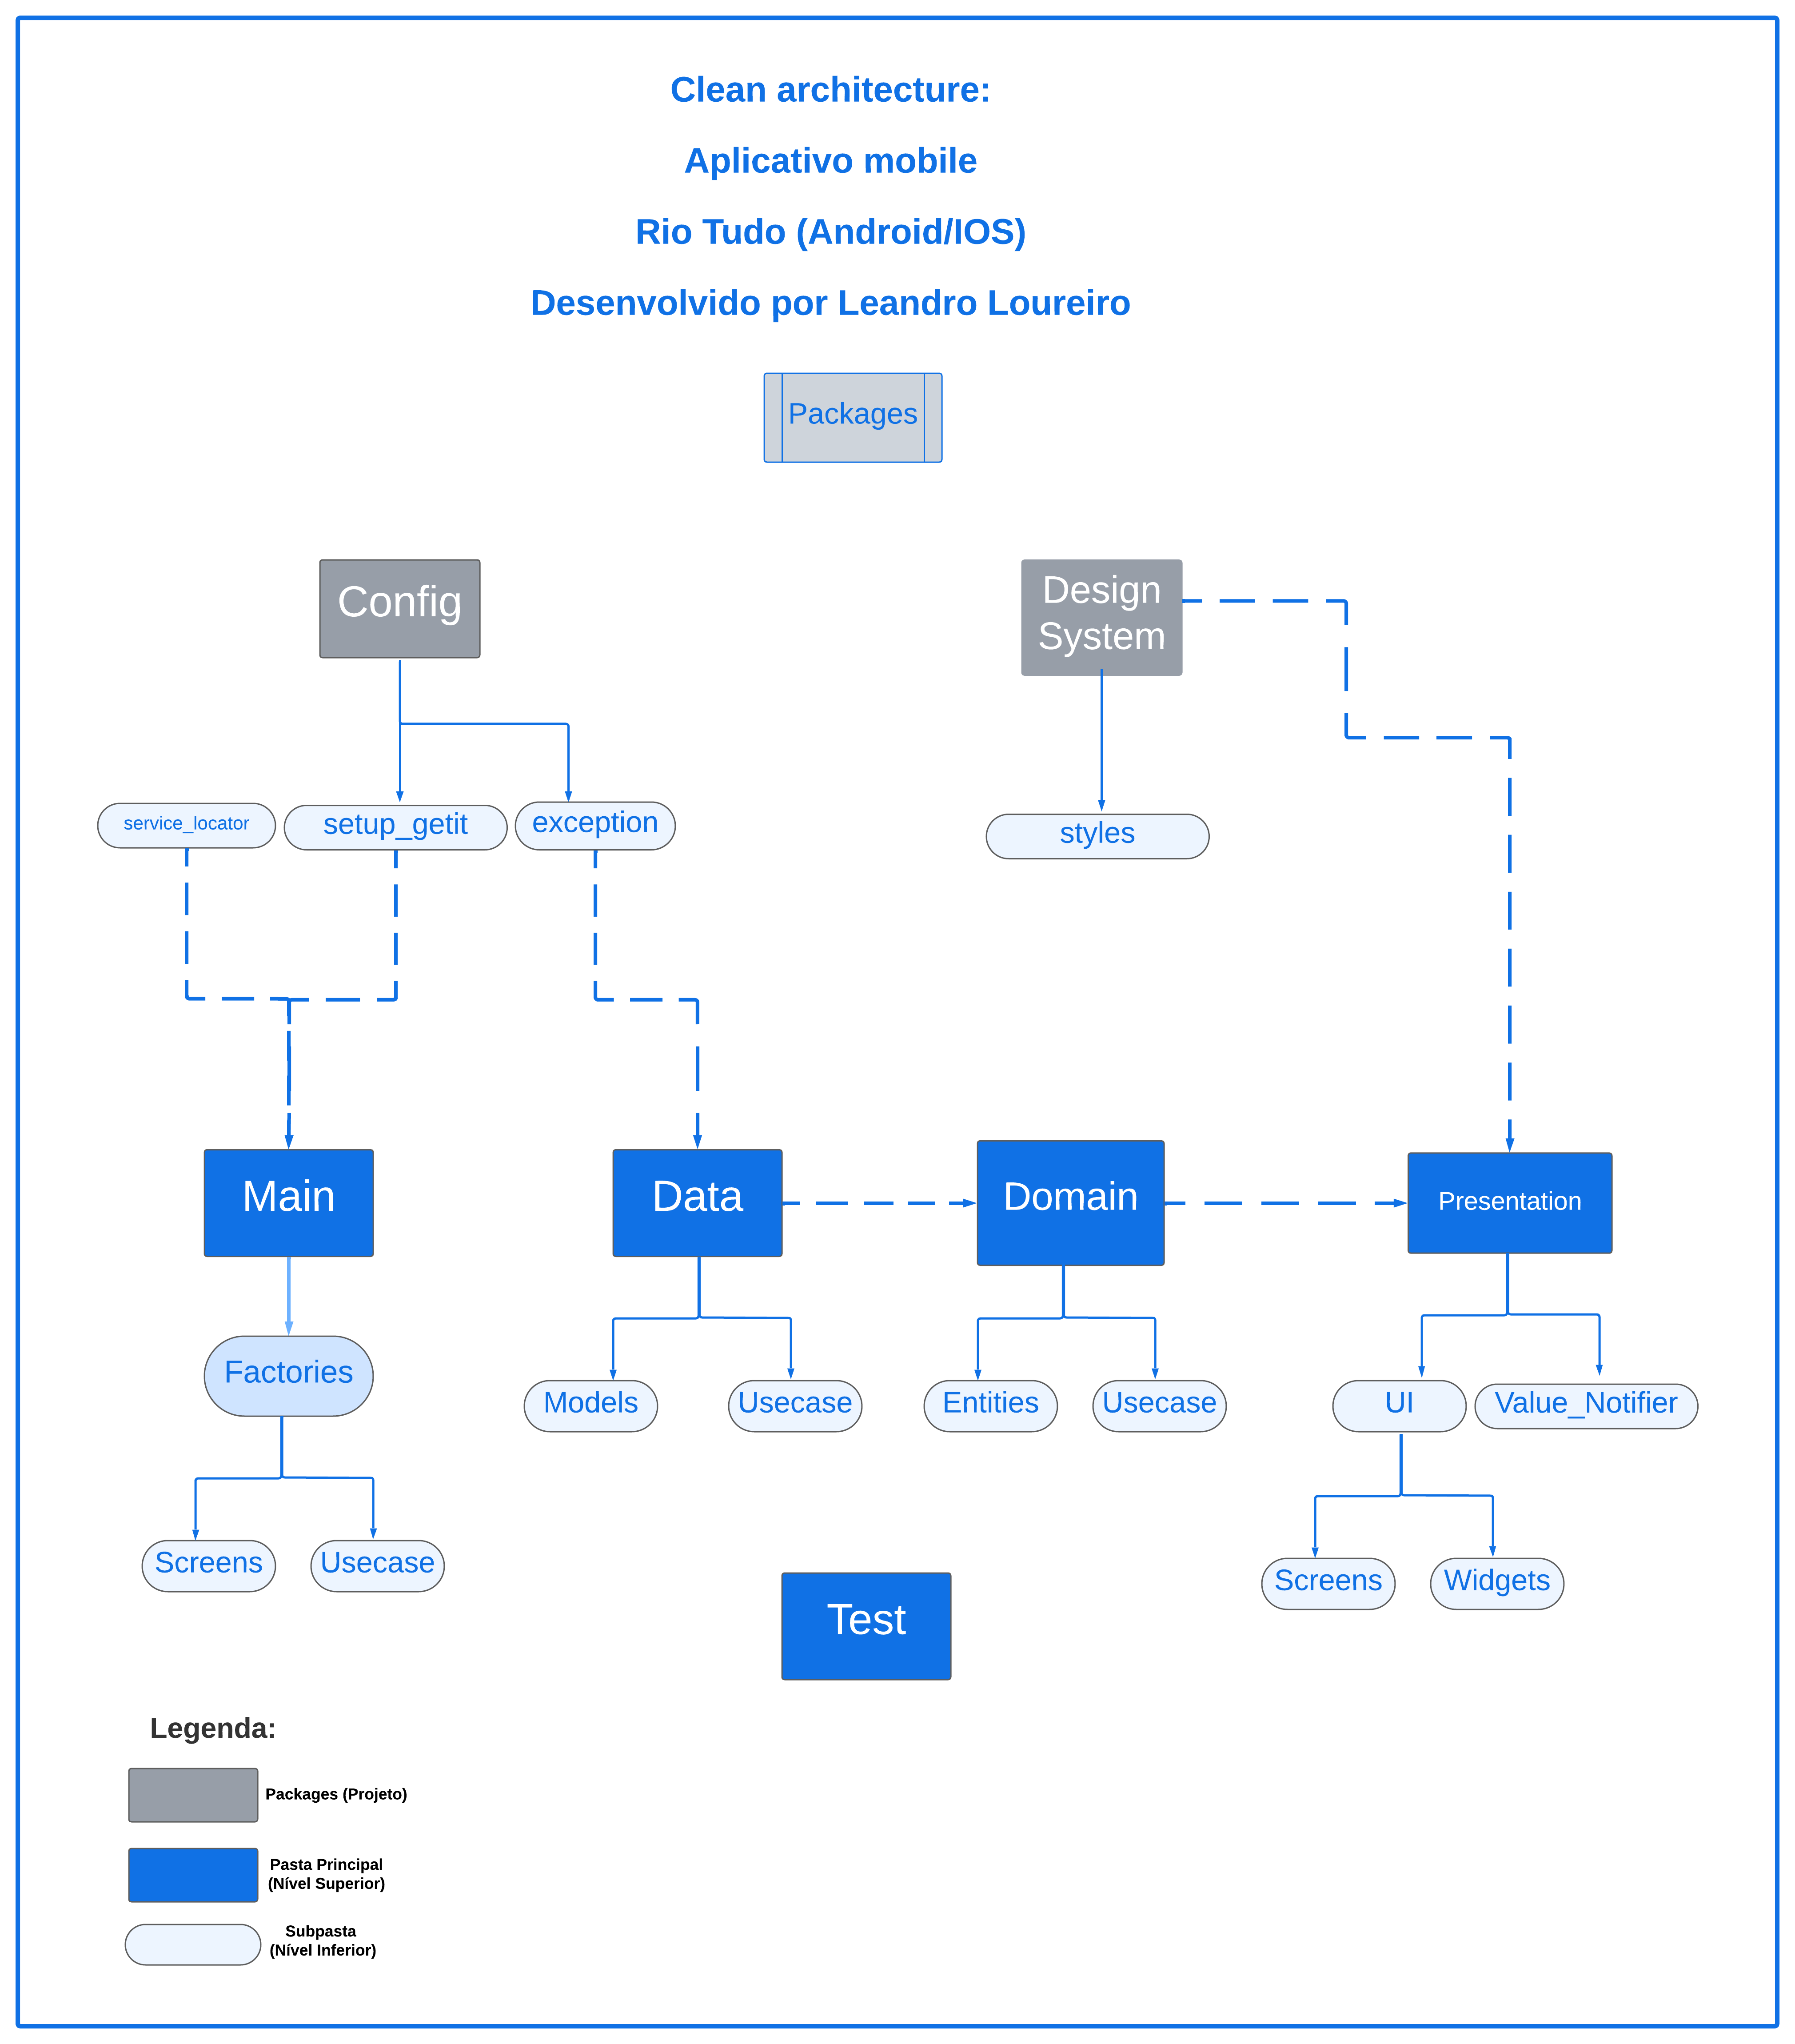 Clean architecture:
Aplicativo mobile
Rio Tudo (Android/IOS)
Desenvolvido por Leandro Loureiro
Packages
Config
Design
System
service_locator
setup_getit
exception
styles
Main
Data
Domain
Presentation
Factories
Models
Usecase
Entities
Usecase
UI
Value_Notifier
Screens
Usecase
Screens
Widgets
Test
Legenda:
Packages (Projeto)
Pasta Principal
(Nível Superior)
Subpasta
(Nível Inferior)